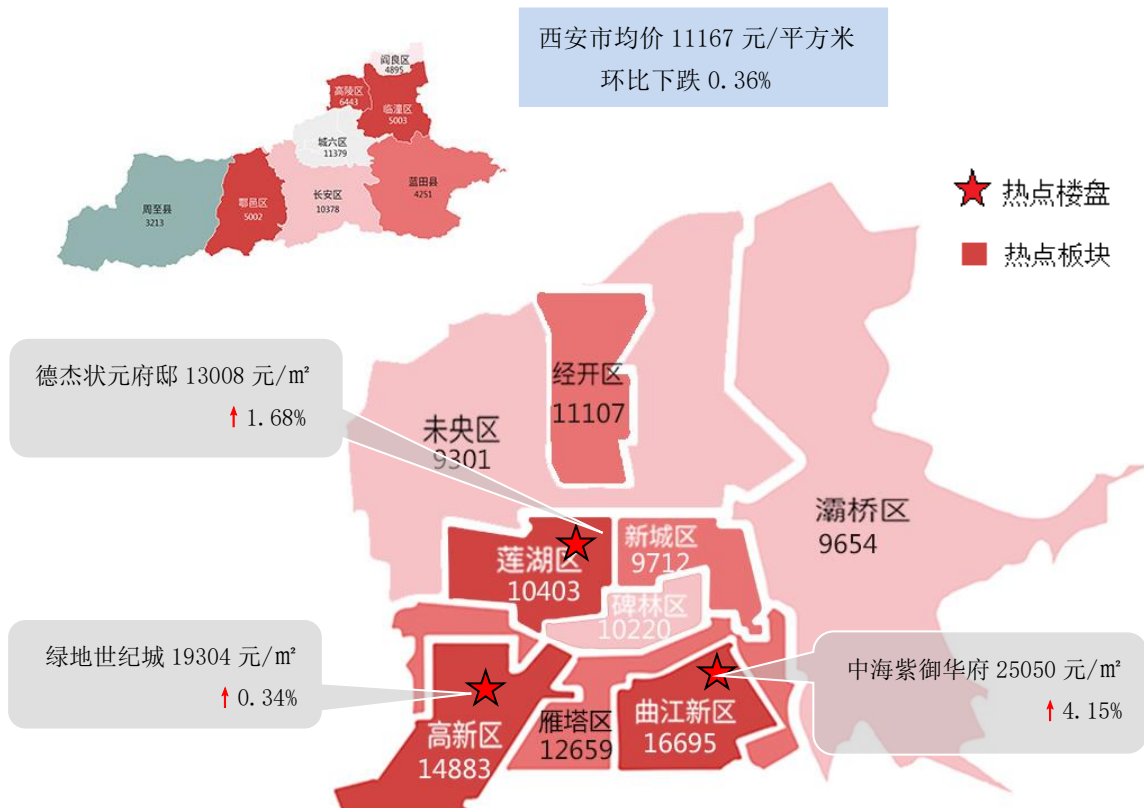 西安市均价 11167 元/平方米
环比下跌 0.36%
阎良区
4895
高陵区
6443
临潼区
5003
城六区
11379
蓝田县
4251
长安区
10378
鄠邑区
5002
周至县
3213
热点楼盘
热点板块
德杰状元府邸 13008 元/㎡
↑ 1.68%
经开区
11107
未央区
9301
灞桥区
9654
新城区
9712
莲湖区
10403
碑林区
10220
绿地世纪城 19304 元/㎡
↑ 0.34%
中海紫御华府 25050 元/㎡
↑ 4.15%
高新区
14883
雁塔区
12659
曲江新区
16695